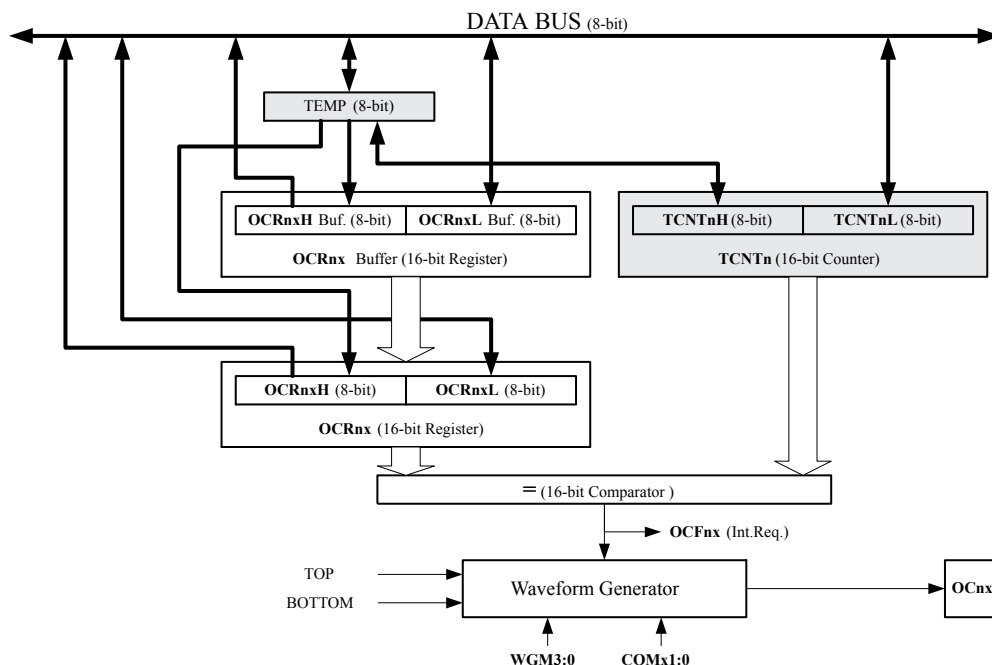 DATA BUS (8-bit)
TEMP (8-bit)
OCRnxH Buf. (8-bit) OCRnxL Buf. (8-bit)
OCRnx Buffer (16-bit Register)
TCNTnH (8-bit) TCNTnL (8-bit)
TCNTn (16-bit Counter)
OCRnxH (8-bit) OCRnxL (8-bit)
OCRnx (16-bit Register)
= (16-bit Comparator )
OCFnx (Int.Req.)
TOP
BOTTOM
Waveform Generator
OCnx
WGM3:0 COMx1:0